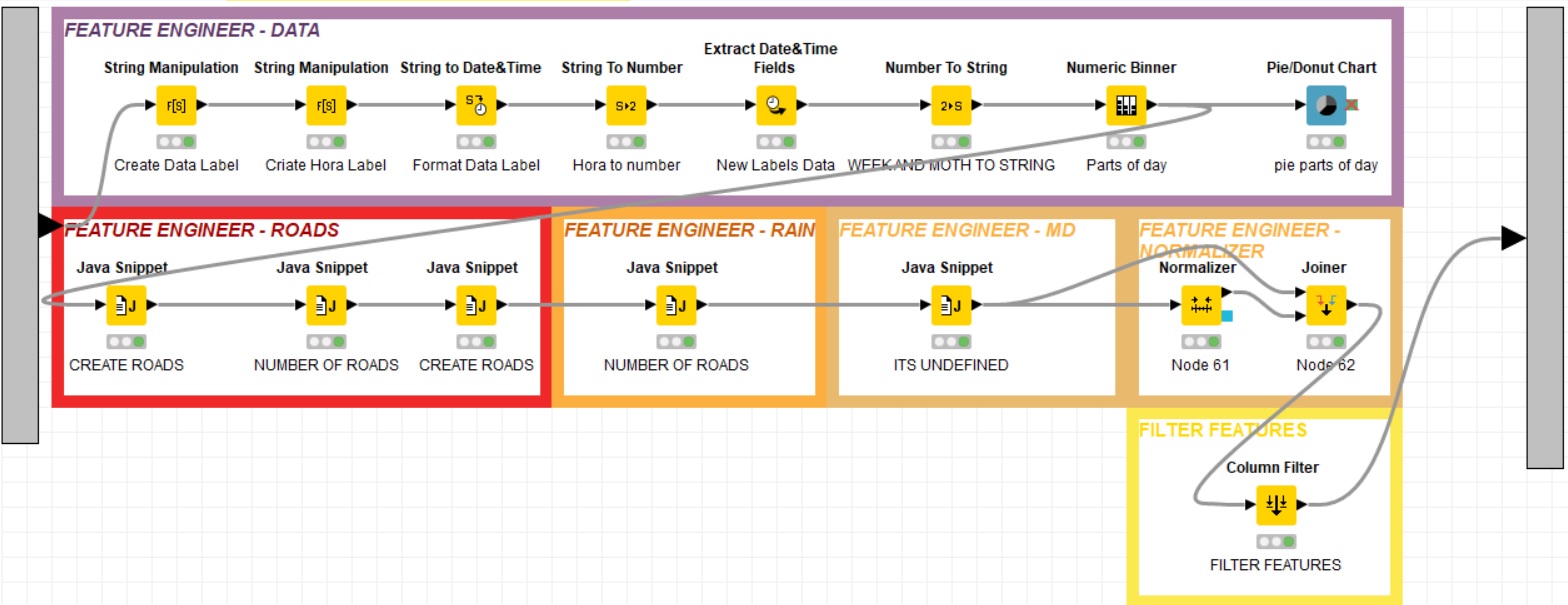 FEATURE ENGINEER - DATA
String Manipulation
String Manipulation
String to Date&Time
String To Number
Extract Date&Time
Fields
Number To String
Numeric Binner
Pie/Donut Chart
F[S]
F[S]
S
S▸2
2▸S
Create Data Label
Criate Hora Label
Format Data Label
Hora to number
New Labels Data
WEEK AND MOTH TO STRING
Parts of day
pie parts of day
FEATURE ENGINEER - ROADS
Java Snippet
Java Snippet
Java Snippet
J
J
J
CREATE ROADS
NUMBER OF ROADS
CREATE ROADS
FEATURE ENGINEER - RAIN
Java Snippet
J
NUMBER OF ROADS
FEATURE ENGINEER - MD
Java Snippet
J
ITS UNDEFINED
FEATURE ENGINEER -
NORMALIZER
Normalizer
Joiner
Node 61
Node 62
FILTER FEATURES
Column Filter
FILTER FEATURES